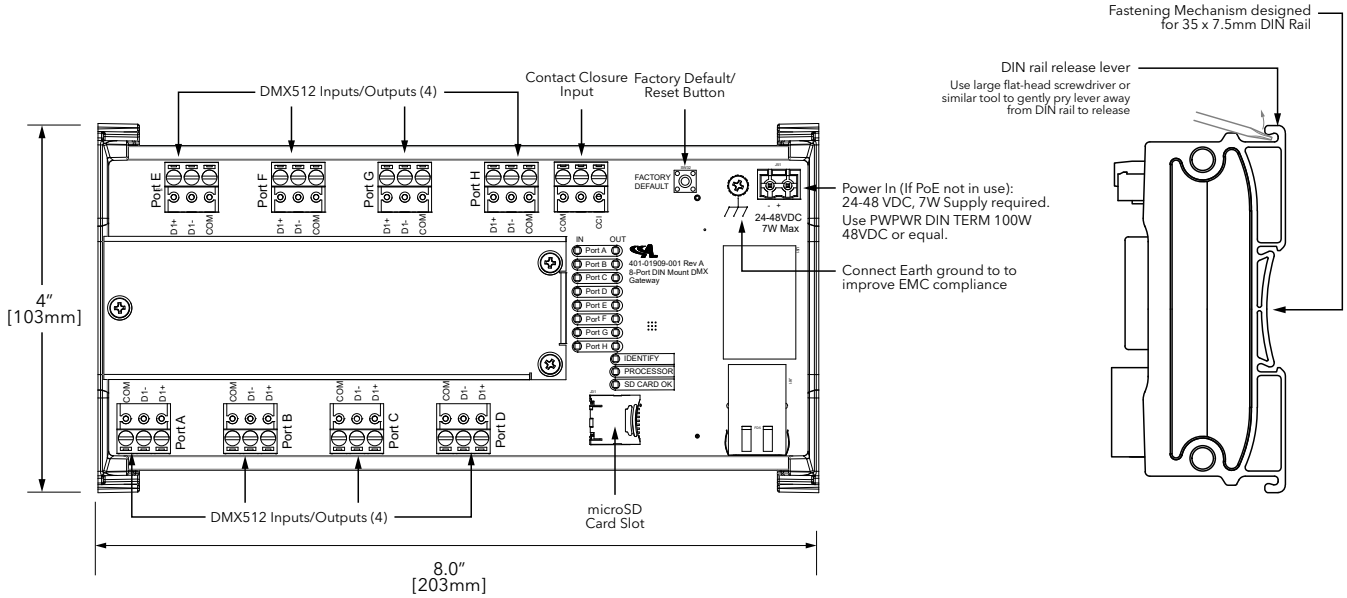 Fastening Mechanism designed
for 35 x 7.5mm DIN Rail
DIN rail release lever
Use large flat-head screwdriver or
similar tool to gently pry lever away
from DIN rail to release
Contact Closure
Input
Factory Default/
Reset Button
DMX512 Inputs/Outputs (4)
Port E
D1+
D1-
COM
Port F
D1+
D1-
COM
Port G
D1+
D1-
COM
Port H
D1+
D1-
COM
COM
CCI
FACTORY
DEFAULT
- +
24-48VDC
7W Max
Power In (If PoE not in use):
24-48 VDC, 7W Supply required.
Use PWPWR DIN TERM 100W
48VDC or equal.
Connect Earth ground to to
improve EMC compliance
IN OUT
Port A
Port B
Port C
Port D
Port E
Port F
Port G
Port H
IDENTIFY
PROCESSOR
SD CARD OK
401-01909-001 Rev A
8-Port DIN Mount DMX
Gateway
4”
[103mm]
COM
D1-
D1+
Port A
COM
D1-
D1+
Port B
COM
D1-
D1+
Port C
COM
D1-
D1+
Port D
DMX512 Inputs/Outputs (4)
microSD
Card Slot
8.0”
[203mm]